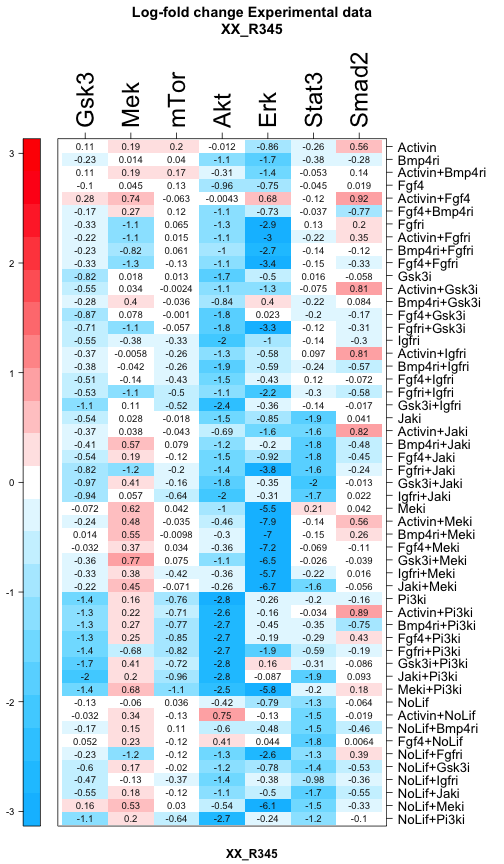 Log-fold change Experimental data
XX_R345
Gsk3 Mek mTor Akt Erk Stat3 Smad2
3
2
1
0
-1
-2
-3
0.11 0.19 0.2 -0.012 -0.86 -0.26 0.56 Activin
-0.23 0.014 0.04 -1.1 -1.7 -0.38 -0.28 Bmp4ri
0.11 0.19 0.17 -0.31 -1.4 -0.053 0.14 Activin+Bmp4ri
-0.1 0.045 0.13 -0.96 -0.75 -0.045 0.019 Fgf4
0.28 0.74 -0.063 -0.0043 0.68 -0.12 0.92 Activin+Fgf4
-0.17 0.27 0.12 -1.1 -0.73 -0.037 -0.77 Fgf4+Bmp4ri
-0.33 -1.1 0.065 -1.3 -2.9 0.13 0.2 Fgfri
-0.22 -1.1 0.015 -1.1 -3 -0.22 0.35 Activin+Fgfri
-0.23 -0.82 0.061 -1 -2.7 -0.14 -0.12 Bmp4ri+Fgfri
-0.33 -1.3 -0.13 -1.1 -3.4 -0.15 -0.33 Fgf4+Fgfri
-0.82 0.018 0.013 -1.7 -0.5 0.016 -0.058 Gsk3i
-0.55 0.034 -0.0024 -1.1 -1.3 -0.075 0.81 Activin+Gsk3i
-0.28 0.4 -0.036 -0.84 0.4 -0.22 0.084 Bmp4ri+Gsk3i
-0.87 0.078 -0.001 -1.8 0.023 -0.2 -0.17 Fgf4+Gsk3i
-0.71 -1.1 -0.057 -1.8 -3.3 -0.12 -0.31 Fgfri+Gsk3i
-0.55 -0.38 -0.33 -2 -1 -0.14 -0.3 Igfri
-0.37 -0.0058 -0.26 -1.3 -0.58 0.097 0.81 Activin+Igfri
-0.38 -0.042 -0.26 -1.9 -0.59 -0.24 -0.57 Bmp4ri+Igfri
-0.51 -0.14 -0.43 -1.5 -0.43 0.12 -0.072 Fgf4+Igfri
-0.53 -1.1 -0.5 -1.1 -2.2 -0.3 -0.58 Fgfri+Igfri
-1.1 0.11 -0.52 -2.4 -0.36 -0.14 -0.017 Gsk3i+Igfri
-0.54 0.028 -0.018 -1.5 -0.85 -1.9 0.041 Jaki
-0.37 0.038 -0.043 -0.69 -1.6 -1.6 0.82 Activin+Jaki
-0.41 0.57 0.079 -1.2 -0.2 -1.8 -0.48 Bmp4ri+Jaki
-0.54 0.19 -0.12 -1.5 -0.92 -1.8 -0.45 Fgf4+Jaki
-0.82 -1.2 -0.2 -1.4 -3.8 -1.6 -0.24 Fgfri+Jaki
-0.97 0.41 -0.16 -1.8 -0.35 -2 -0.013 Gsk3i+Jaki
-0.94 0.057 -0.64 -2 -0.31 -1.7 0.022 Igfri+Jaki
-0.072 0.62 0.042 -1 -5.5 0.21 0.042 Meki
-0.24 0.48 -0.035 -0.46 -7.9 -0.14 0.56 Activin+Meki
0.014 0.55 -0.0098 -0.3 -7 -0.15 0.26 Bmp4ri+Meki
-0.032 0.37 0.034 -0.36 -7.2 -0.069 -0.11 Fgf4+Meki
-0.36 0.77 0.075 -1.1 -6.5 -0.026 -0.039 Gsk3i+Meki
-0.33 0.38 -0.42 -0.36 -5.7 -0.22 0.016 Igfri+Meki
-0.22 0.45 -0.071 -0.26 -6.7 -1.6 -0.056 Jaki+Meki
-1.4 0.16 -0.76 -2.8 -0.26 -0.2 -0.16 Pi3ki
-1.3 0.22 -0.71 -2.6 -0.16 -0.034 0.89 Activin+Pi3ki
-1.3 0.27 -0.77 -2.7 -0.45 -0.35 -0.75 Bmp4ri+Pi3ki
-1.3 0.25 -0.85 -2.7 -0.19 -0.29 0.43 Fgf4+Pi3ki
-1.4 -0.68 -0.82 -2.7 -1.9 -0.59 -0.19 Fgfri+Pi3ki
-1.7 0.41 -0.72 -2.8 0.16 -0.31 -0.086 Gsk3i+Pi3ki
-2 0.2 -0.96 -2.8 -0.087 -1.9 0.093 Jaki+Pi3ki
-1.4 0.68 -1.1 -2.5 -5.8 -0.2 0.18 Meki+Pi3ki
-0.13 -0.06 0.036 -0.42 -0.79 -1.3 -0.064 NoLif
-0.032 0.34 -0.13 0.75 -0.13 -1.5 -0.019 Activin+NoLif
-0.17 0.15 0.11 -0.6 -0.48 -1.5 -0.46 NoLif+Bmp4ri
0.052 0.23 -0.12 0.41 0.044 -1.8 0.0064 Fgf4+NoLif
-0.23 -1.2 -0.12 -1.3 -2.6 -1.3 0.39 NoLif+Fgfri
-0.6 0.17 -0.02 -1.2 -0.78 -1.4 -0.53 NoLif+Gsk3i
-0.47 -0.13 -0.37 -1.4 -0.38 -0.98 -0.36 NoLif+Igfri
-0.55 0.18 -0.12 -1.1 -0.5 -1.7 -0.55 NoLif+Jaki
0.16 0.53 0.03 -0.54 -6.1 -1.5 -0.33 NoLif+Meki
-1.1 0.2 -0.64 -2.7 -0.24 -1.2 -0.1 NoLif+Pi3ki
XX_R345